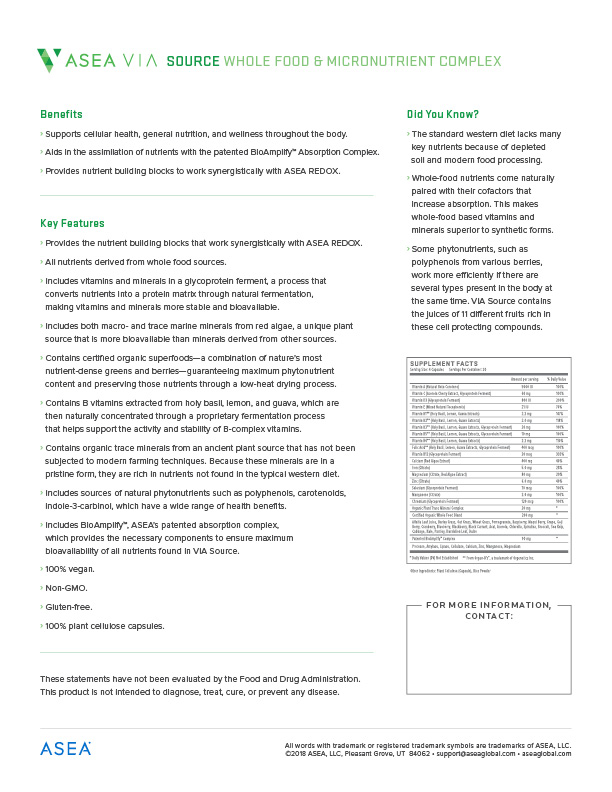 ASEA VIA SOURCE WHOLE FOOD & MICRONUTRIENT COMPLEX
Benefits
› Supports cellular health, general nutrition, and wellness throughout the body.
› Aids in the assimilation of nutrients with the patented BioAmplify™ Absorption Complex.
› Provides nutrient building blocks to work synergistically with ASEA REDOX.
Key Features
› Provides the nutrient building blocks that work synergistically with ASEA REDOX.
› All nutrients derived from whole food sources.
› Includes vitamins and minerals in a glycoprotein ferment, a process that
converts nutrients into a protein matrix through natural fermentation,
making vitamins and minerals more stable and bioavailable.
› Includes both macro- and trace marine minerals from red algae, a unique plant
source that is more bioavailable than minerals derived from other sources.
› Contains certified organic superfoods—a combination of nature's most
nutrient-dense greens and berries—guaranteeing maximum phytonutrient
content and preserving those nutrients through a low-heat drying process.
› Contains B vitamins extracted from holy basil, lemon, and guava, which are
then naturally concentrated through a proprietary fermentation process
that helps support the activity and stability of B-complex vitamins.
› Contains organic trace minerals from an ancient plant source that has not been
subjected to modern farming techniques. Because these minerals are in a
pristine form, they are rich in nutrients not found in the typical western diet.
› Includes sources of natural phytonutrients such as polyphenols, carotenoids,
indole-3-carbinol, which have a wide range of health benefits.
› Includes BioAmplify™, ASEA's patented absorption complex,
which provides the necessary components to ensure maximum
bioavailability of all nutrients found in VIA Source.
› 100% vegan.
› Non-GMO.
› Gluten-free.
› 100% plant cellulose capsules.
These statements have not been evaluated by the Food and Drug Administration.
This product is not intended to diagnose, treat, cure, or prevent any disease.
Did You Know?
› The standard western diet lacks many
key nutrients because of depleted
soil and modern food processing.
› Whole-food nutrients come naturally
paired with their cofactors that
increase absorption. This makes
whole-food based vitamins and
minerals superior to synthetic forms.
› Some phytonutrients, such as
polyphenols from various berries,
work more efficiently if there are
several types present in the body at
the same time. VIA Source contains
the juices of 11 different fruits rich in
these cell protecting compounds.
SUPPLEMENT FACTS
Amount per serving % Daily Value
FOR MORE INFORMATION,
CONTACT:
ASEA
All words with trademark or registered trademark symbols are trademarks of ASEA, LLC.
©2018 ASEA, LLC, Pleasant Grove, UT 84062 • support@aseaglobal.com • aseaglobal.com